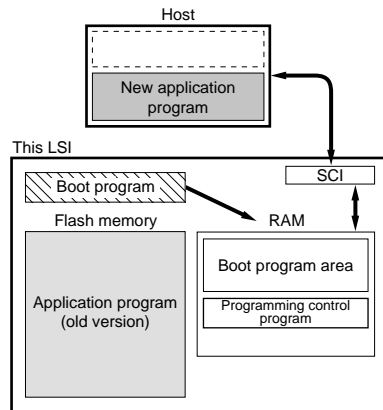 Host
New application
program
This LSI
SCI
Boot program
Flash memory
RAM
Application program
(old version)
Boot program area
Programming control
program